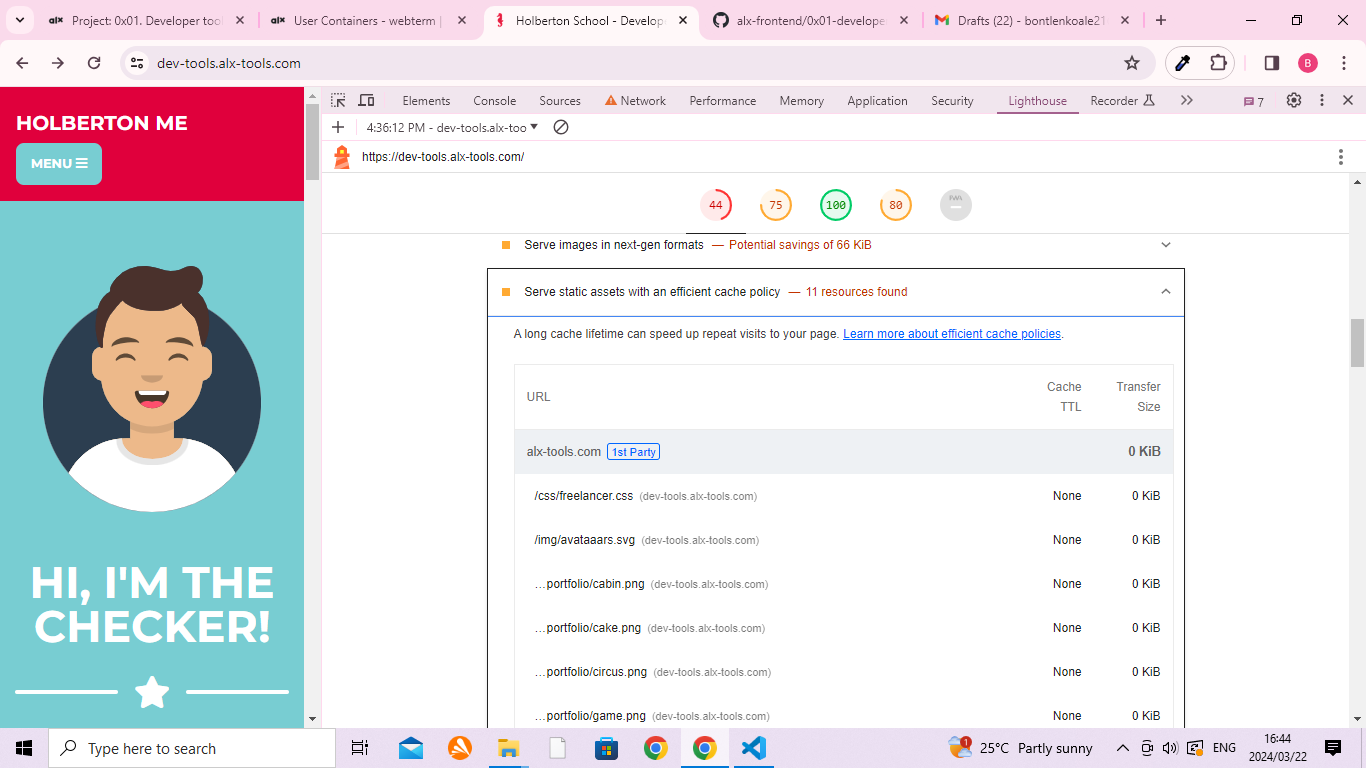 alx Project: 0x01. Developer tool
alx User Containers - webterm |
Holberton School - Develop
alx-frontend/0x01-develope
Drafts (22) - bontlenkoale21
dev-tools.alx-tools.com
B
HOLBERTON ME
MENU
HI, I'M THE
CHECKER!
Elements Console Sources Network Performance Memory Application Security Lighthouse Recorder 7
4:36:12 PM - dev-tools.alx-too
https://dev-tools.alx-tools.com/
44 75 100 80 PWA
Serve images in next-gen formats — Potential savings of 66 KiB
Serve static assets with an efficient cache policy — 11 resources found
A long cache lifetime can speed up repeat visits to your page. Learn more about efficient cache policies.
URL Cache TTL Transfer Size
alx-tools.com 1st Party 0 KiB
/css/freelancer.css (dev-tools.alx-tools.com) None 0 KiB
/img/avataaars.svg (dev-tools.alx-tools.com) None 0 KiB
…portfolio/cabin.png (dev-tools.alx-tools.com) None 0 KiB
…portfolio/cake.png (dev-tools.alx-tools.com) None 0 KiB
…portfolio/circus.png (dev-tools.alx-tools.com) None 0 KiB
…portfolio/game.png (dev-tools.alx-tools.com) None 0 KiB
Type here to search
1 25°C Partly sunny ENG
16:44
2024/03/22